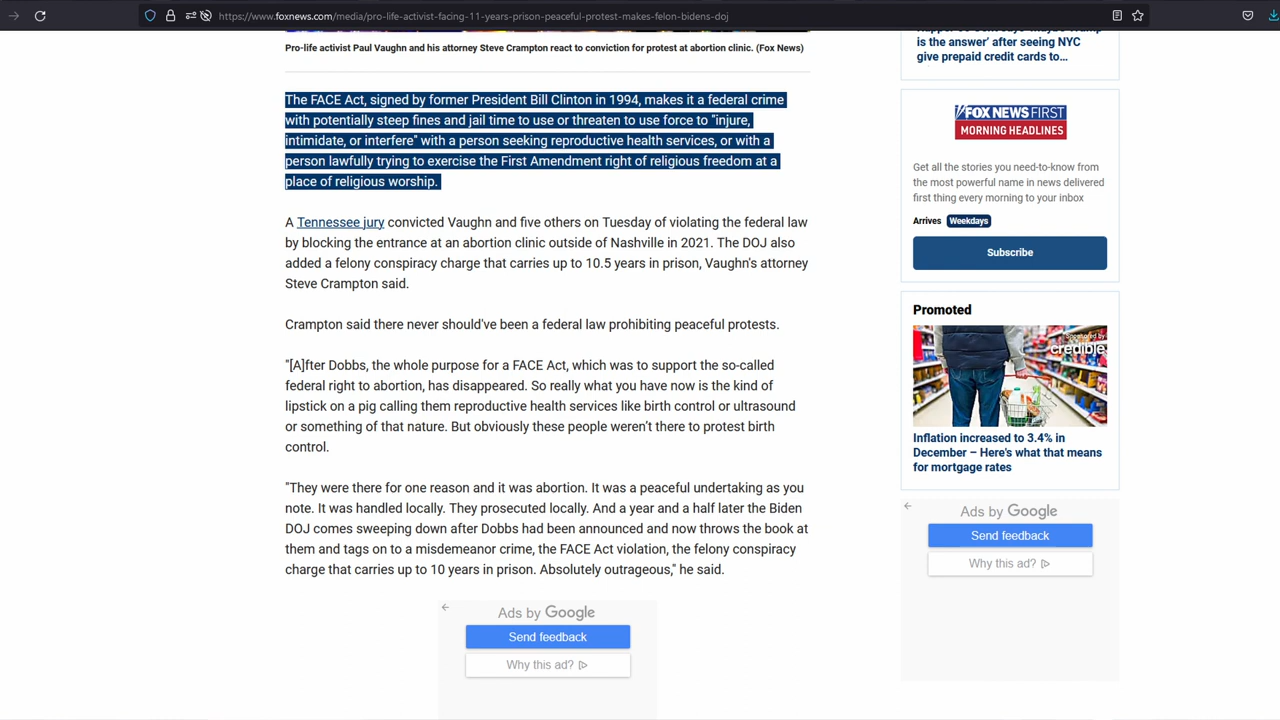 https://www.foxnews.com/media/pro-life-activist-facing-11-years-prison-peaceful-protest-makes-felon-bidens-doj
Pro-life activist Paul Vaughn and his attorney Steve Crampton react to conviction for protest at abortion clinic. (Fox News)
The FACE Act, signed by former President Bill Clinton in 1994, makes it a federal crime
with potentially steep fines and jail time to use or threaten to use force to "injure,
intimidate, or interfere" with a person seeking reproductive health services, or with a
person lawfully trying to exercise the First Amendment right of religious freedom at a
place of religious worship.
A Tennessee jury convicted Vaughn and five others on Tuesday of violating the federal law
by blocking the entrance at an abortion clinic outside of Nashville in 2021. The DOJ also
added a felony conspiracy charge that carries up to 10.5 years in prison, Vaughn's attorney
Steve Crampton said.
Crampton said there never should've been a federal law prohibiting peaceful protests.
"[A]fter Dobbs, the whole purpose for a FACE Act, which was to support the so-called
federal right to abortion, has disappeared. So really what you have now is the kind of
lipstick on a pig calling them reproductive health services like birth control or ultrasound
or something of that nature. But obviously these people weren't there to protest birth
control.
"They were there for one reason and it was abortion. It was a peaceful undertaking as you
note. It was handled locally. They prosecuted locally. And a year and a half later the Biden
DOJ comes sweeping down after Dobbs had been announced and now throws the book at
them and tags on to a misdemeanor crime, the FACE Act violation, the felony conspiracy
charge that carries up to 10 years in prison. Absolutely outrageous," he said.
Ads by Google
Send feedback
Why this ad?
is the answer' after seeing NYC
give prepaid credit cards to…
FOX NEWS FIRST
MORNING HEADLINES
Get all the stories you need-to-know from
the most powerful name in news delivered
first thing every morning to your inbox
Arrives Weekdays
Subscribe
Promoted
Sponsored by
credible
Inflation increased to 3.4% in
December – Here's what that means
for mortgage rates
Ads by Google
Send feedback
Why this ad?